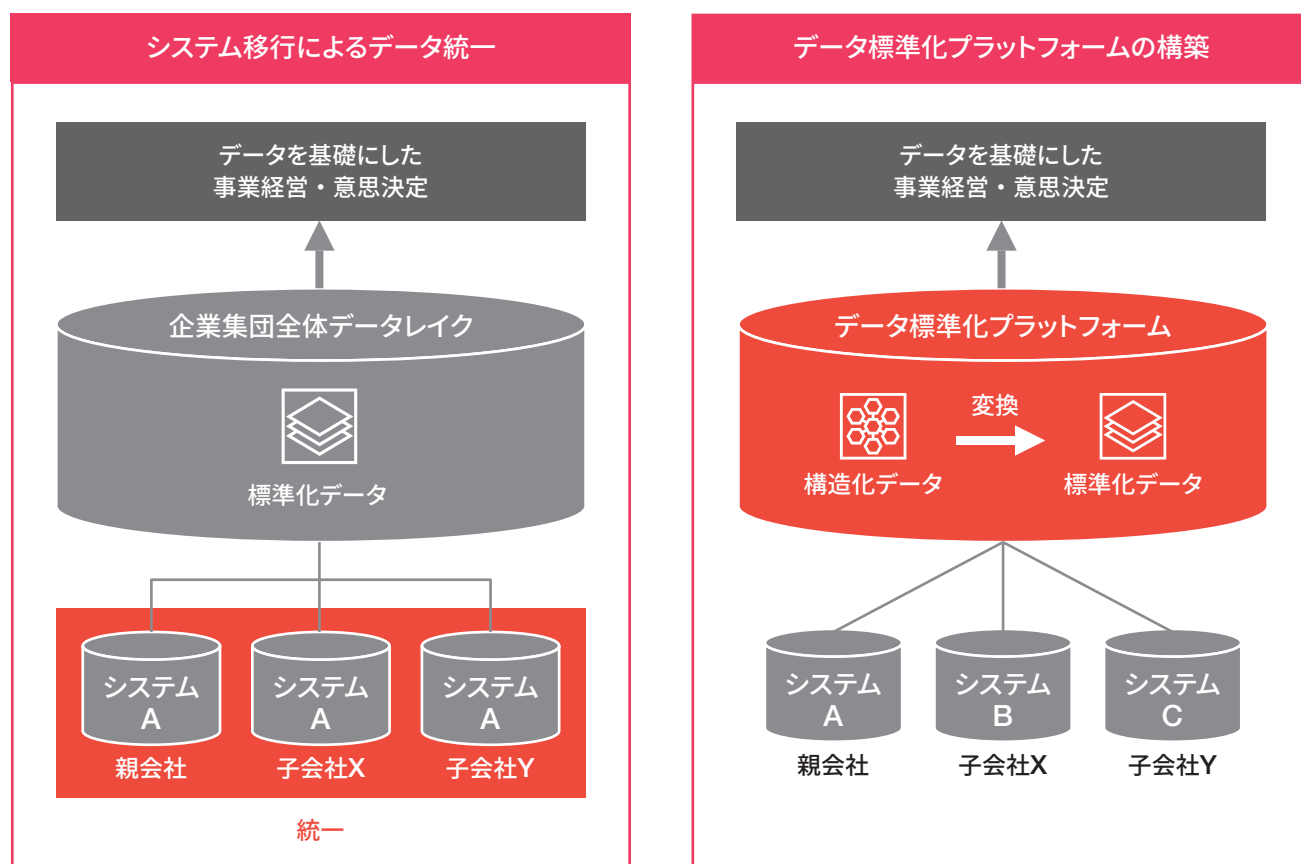 システム移行によるデータ統一
データを基礎にした
事業経営・意思決定
企業集団全体データレイク
標準化データ
システム
A
システム
A
システム
A
親会社
子会社X
子会社Y
統一
データ標準化プラットフォームの構築
データを基礎にした
事業経営・意思決定
データ標準化プラットフォーム
変換
構造化データ
標準化データ
システム
A
システム
B
システム
C
親会社
子会社X
子会社Y